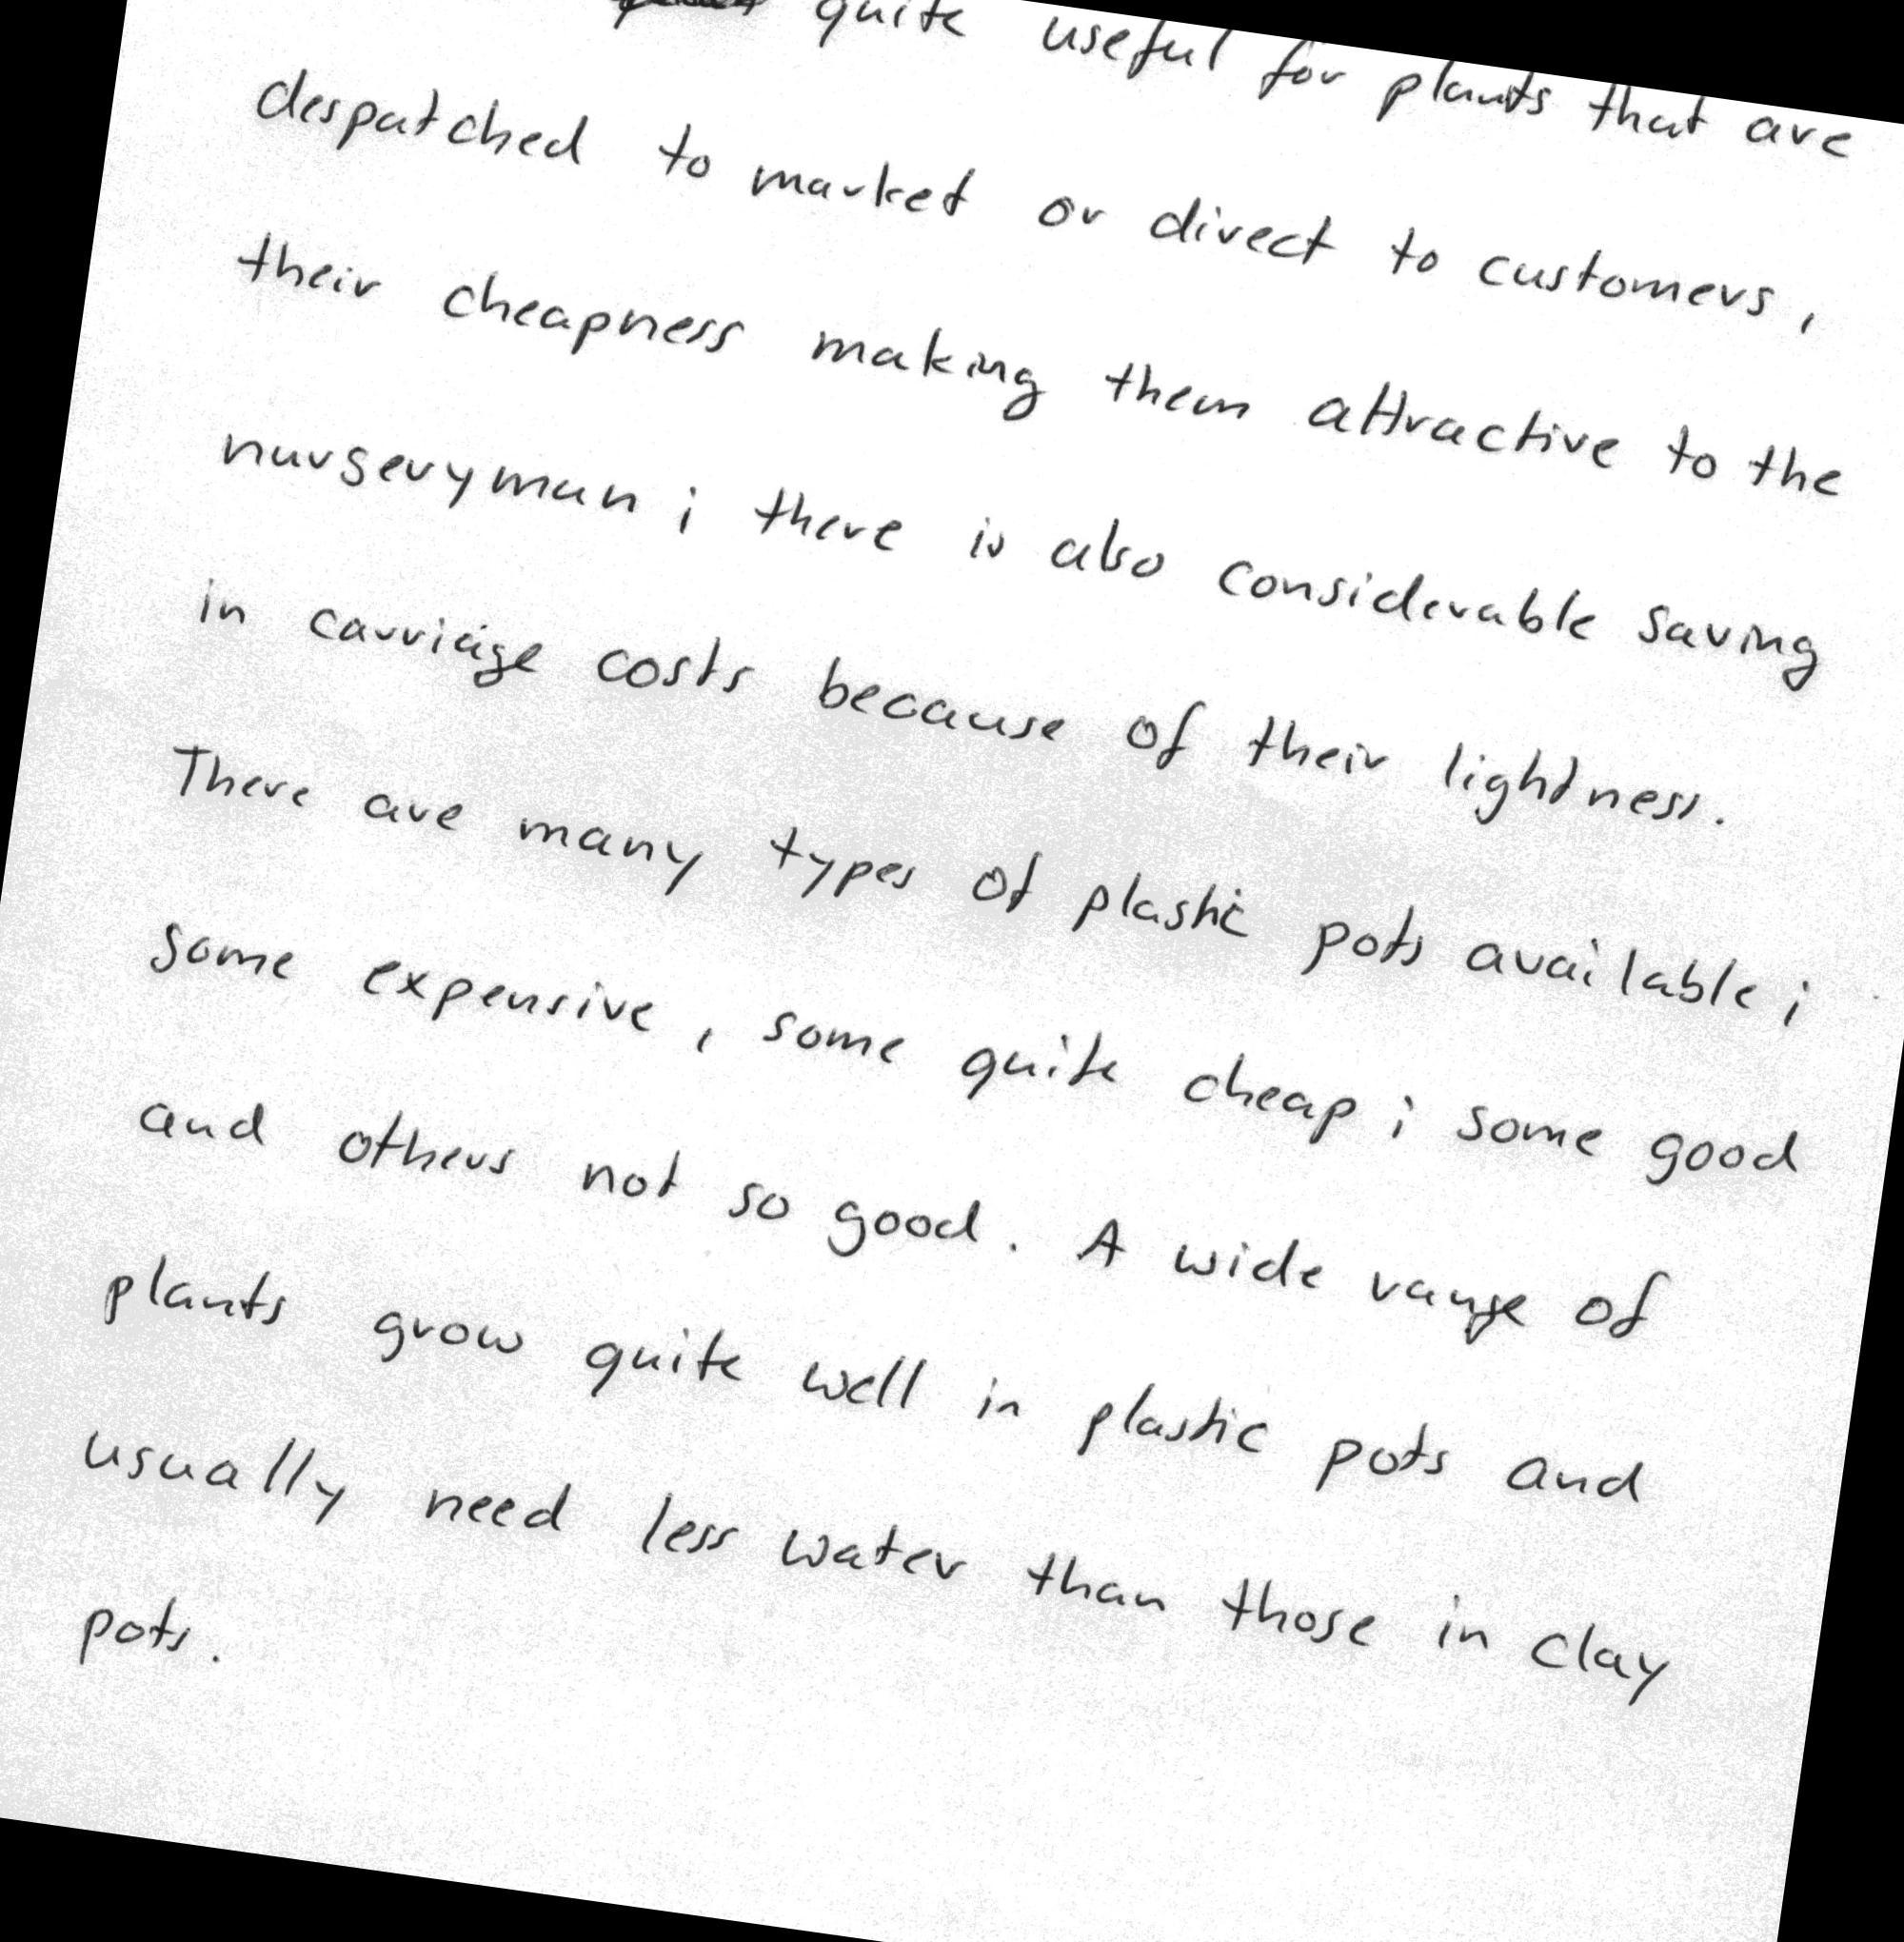 quite useful for plants that are
despatched to market or direct to customers,
their cheapness making them attractive to the
nurseryman; there is also considerable saving
in carriage costs because of their lightness.
There are many types of plastic pots available;
some expensive, some quite cheap; some good
and others not so good. A wide range of
plants grow quite well in plastic pots and
usually need less water than those in clay
pots.